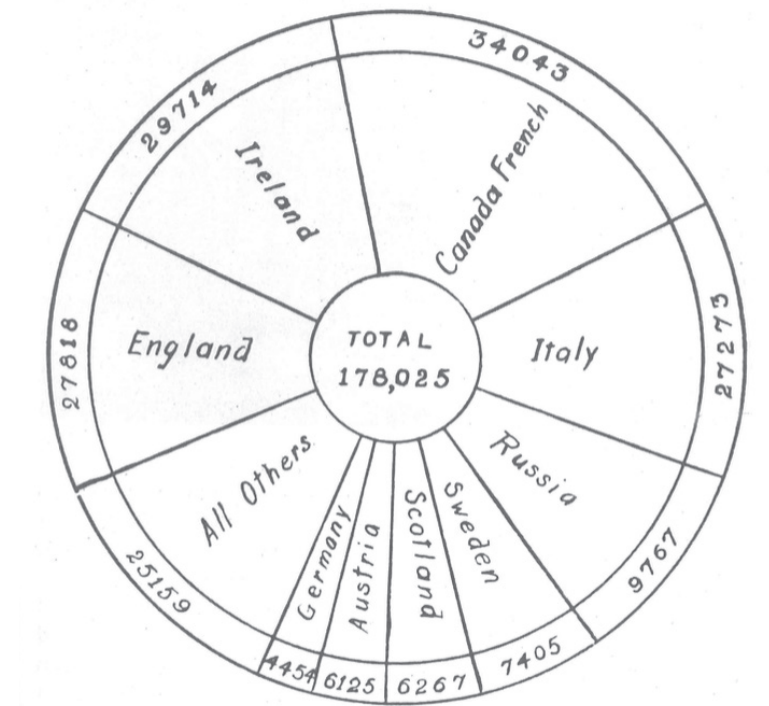 34043
Canada French
27273
Italy
9767
Russia
7405
Sweden
6267
Scotland
6125
Austria
4454
Germany
25159
All Others
27818
England
29714
Ireland
TOTAL
178,025